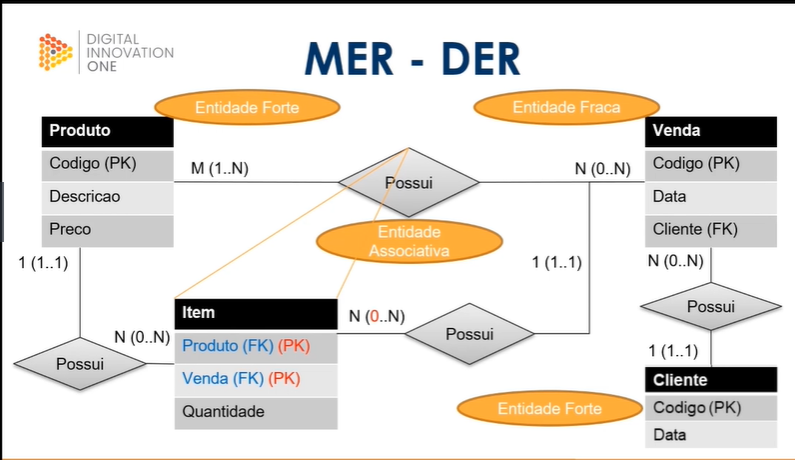 DIGITAL
INNOVATION
ONE
MER - DER
Entidade Forte
Entidade Fraca
Produto
Codigo (PK)
Descricao
Preco
M (1..N)
Possui
N (0..N)
Venda
Codigo (PK)
Data
Cliente (FK)
Entidade
Associativa
1 (1..1)
1 (1..1)
N (0..N)
Item
Produto (FK) (PK)
Venda (FK) (PK)
Quantidade
N (0..N)
Possui
Possui
N (0..N)
Possui
1 (1..1)
Cliente
Codigo (PK)
Data
Entidade Forte